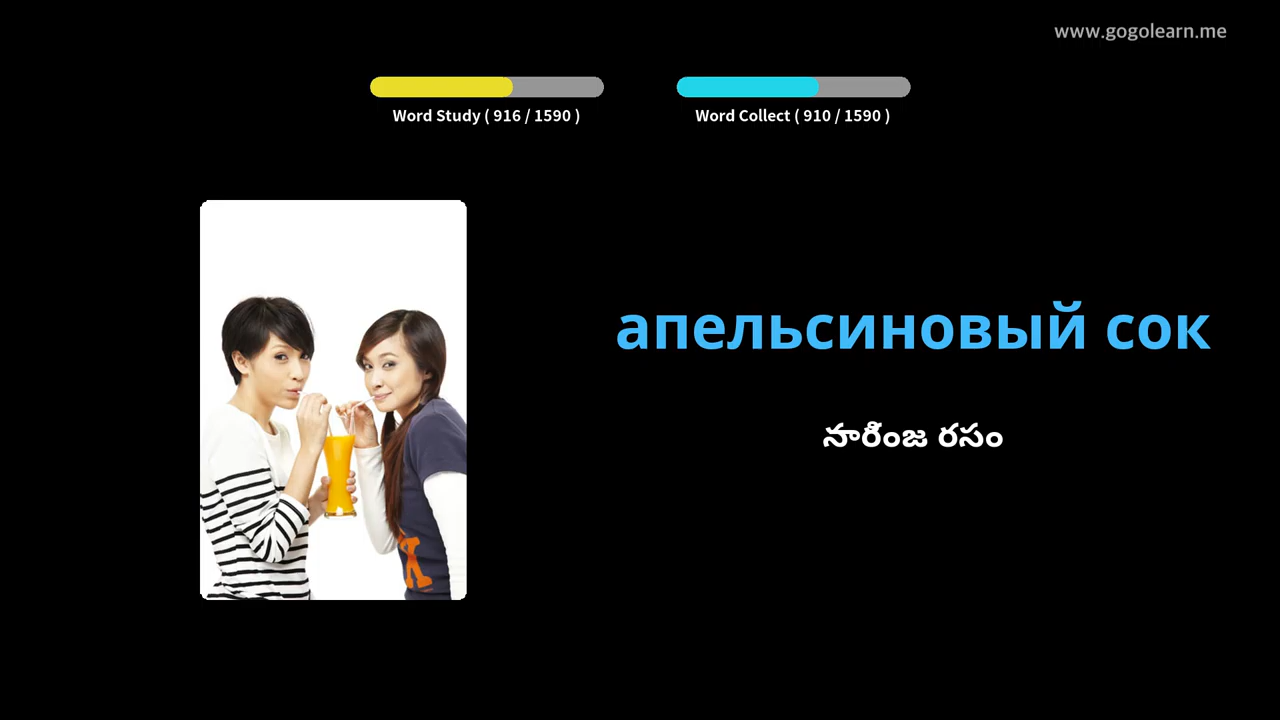 www.gogolearn.me
Word Study ( 916 / 1590 )
Word Collect ( 910 / 1590 )
апельсиновый сок
నారింజ రసం